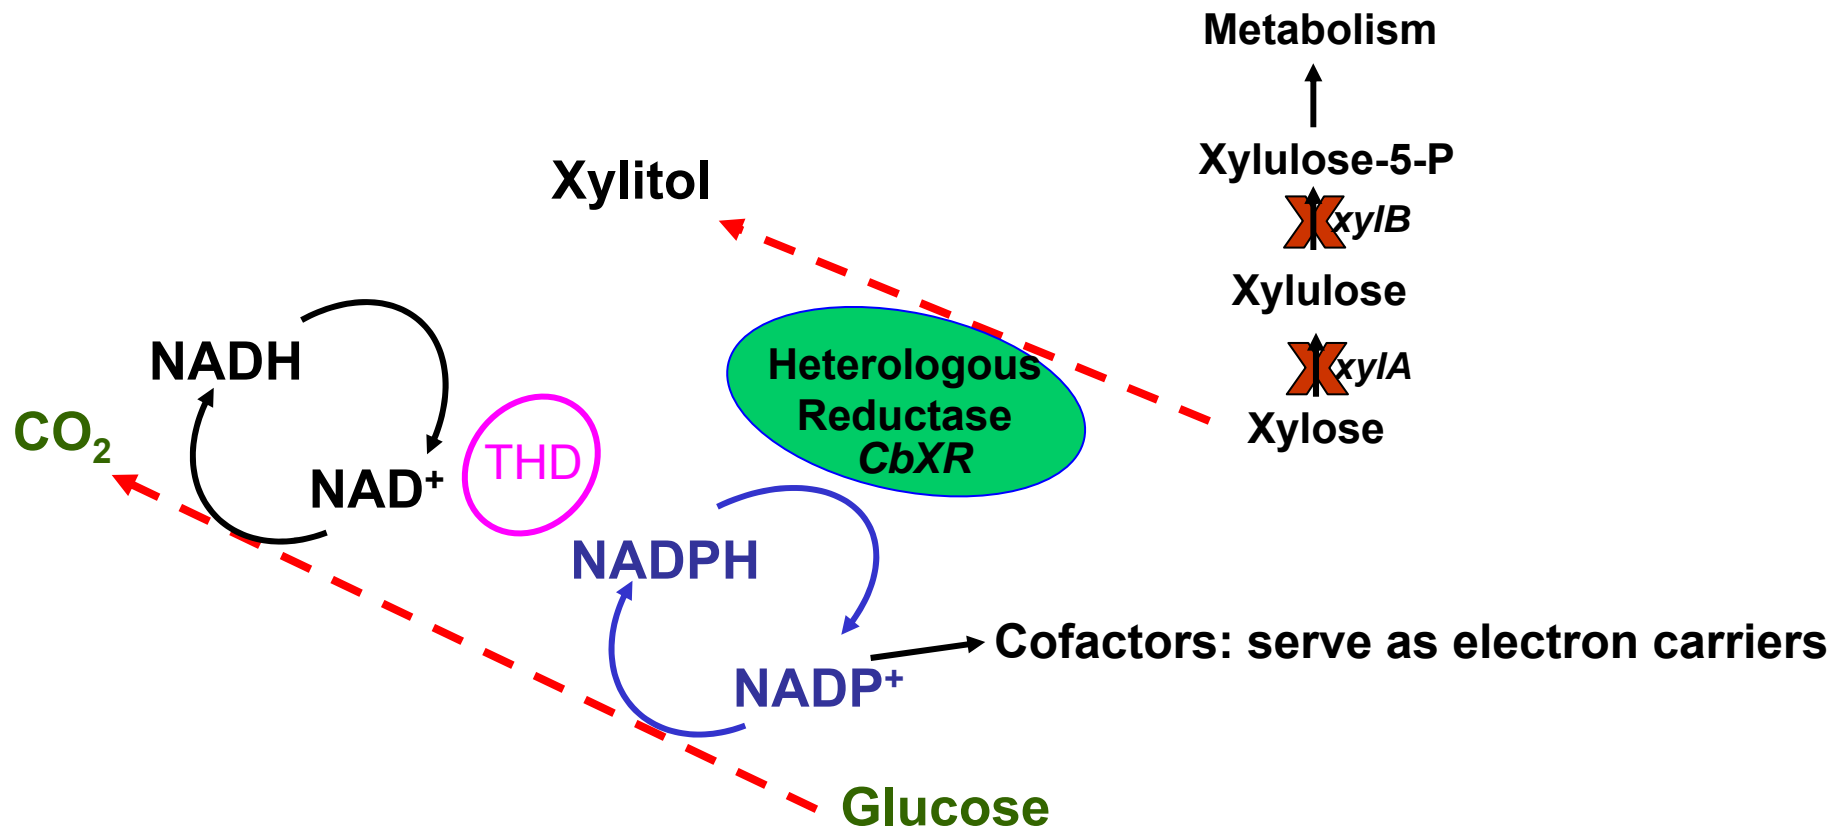 Metabolism
Xylulose-5-P
Xylitol
xylB
Xylulose
NADH
Heterologous
Reductase
CbXR
xylA
Xylose
CO₂
NAD⁺
THD
NADPH
Cofactors: serve as electron carriers
NADP⁺
Glucose